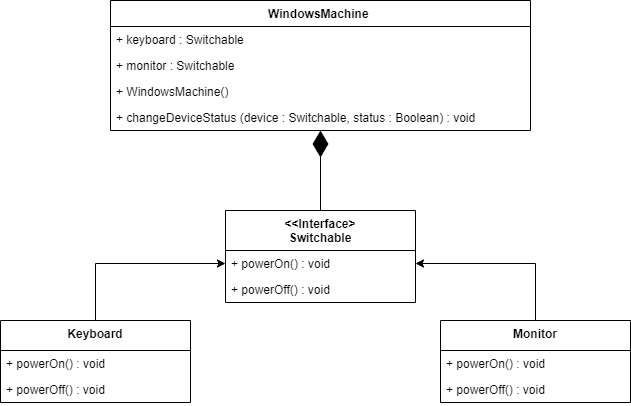 WindowsMachine
+ keyboard : Switchable
+ monitor : Switchable
+ WindowsMachine()
+ changeDeviceStatus (device : Switchable, status : Boolean) : void
<<Interface>
Switchable
+ powerOn() : void
+ powerOff() : void
Keyboard
+ powerOn() : void
+ powerOff() : void
Monitor
+ powerOn() : void
+ powerOff() : void